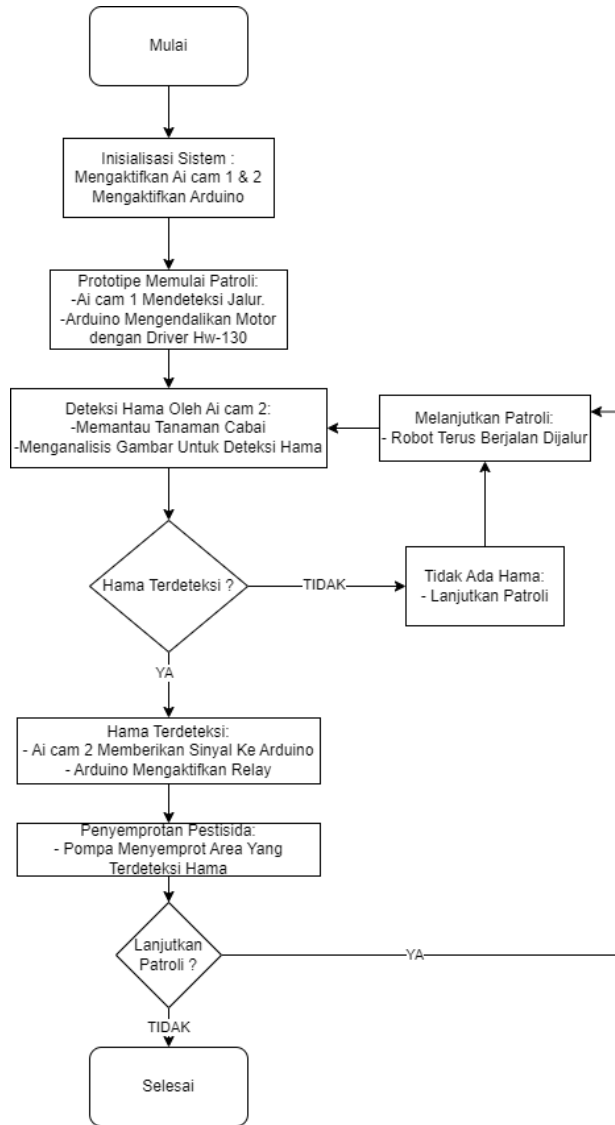 Mulai
Inisialisasi Sistem :
Mengaktifkan Ai cam 1 & 2
Mengaktifkan Arduino
Prototipe Memulai Patroli:
-Ai cam 1 Mendeteksi Jalur.
-Arduino Mengendalikan Motor
dengan Driver Hw-130
Deteksi Hama Oleh Ai cam 2:
-Memantau Tanaman Cabai
-Menganalisis Gambar Untuk Deteksi Hama
Melanjutkan Patroli:
- Robot Terus Berjalan Dijalur
Hama Terdeteksi ?
TIDAK
Tidak Ada Hama:
- Lanjutkan Patroli
YA
Hama Terdeteksi:
- Ai cam 2 Memberikan Sinyal Ke Arduino
- Arduino Mengaktifkan Relay
Penyemprotan Pestisida:
- Pompa Menyemprot Area Yang
Terdeteksi Hama
Lanjutkan
Patroli ?
YA
TIDAK
Selesai